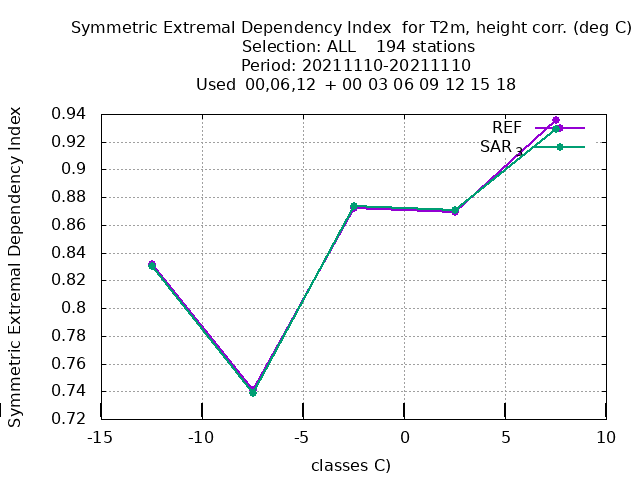 Symmetric Extremal Dependency Index  for T2m, height corr. (deg C)
Selection: ALL    194 stations
Period: 20211110-20211110
Used  00,06,12  + 00 03 06 09 12 15 18
Symmetric Extremal Dependency Index
0.94
0.92
0.9
0.88
0.86
0.84
0.82
0.8
0.78
0.76
0.74
0.72
REF
SAR 3
-15
-10
-5
0
5
10
classes C)